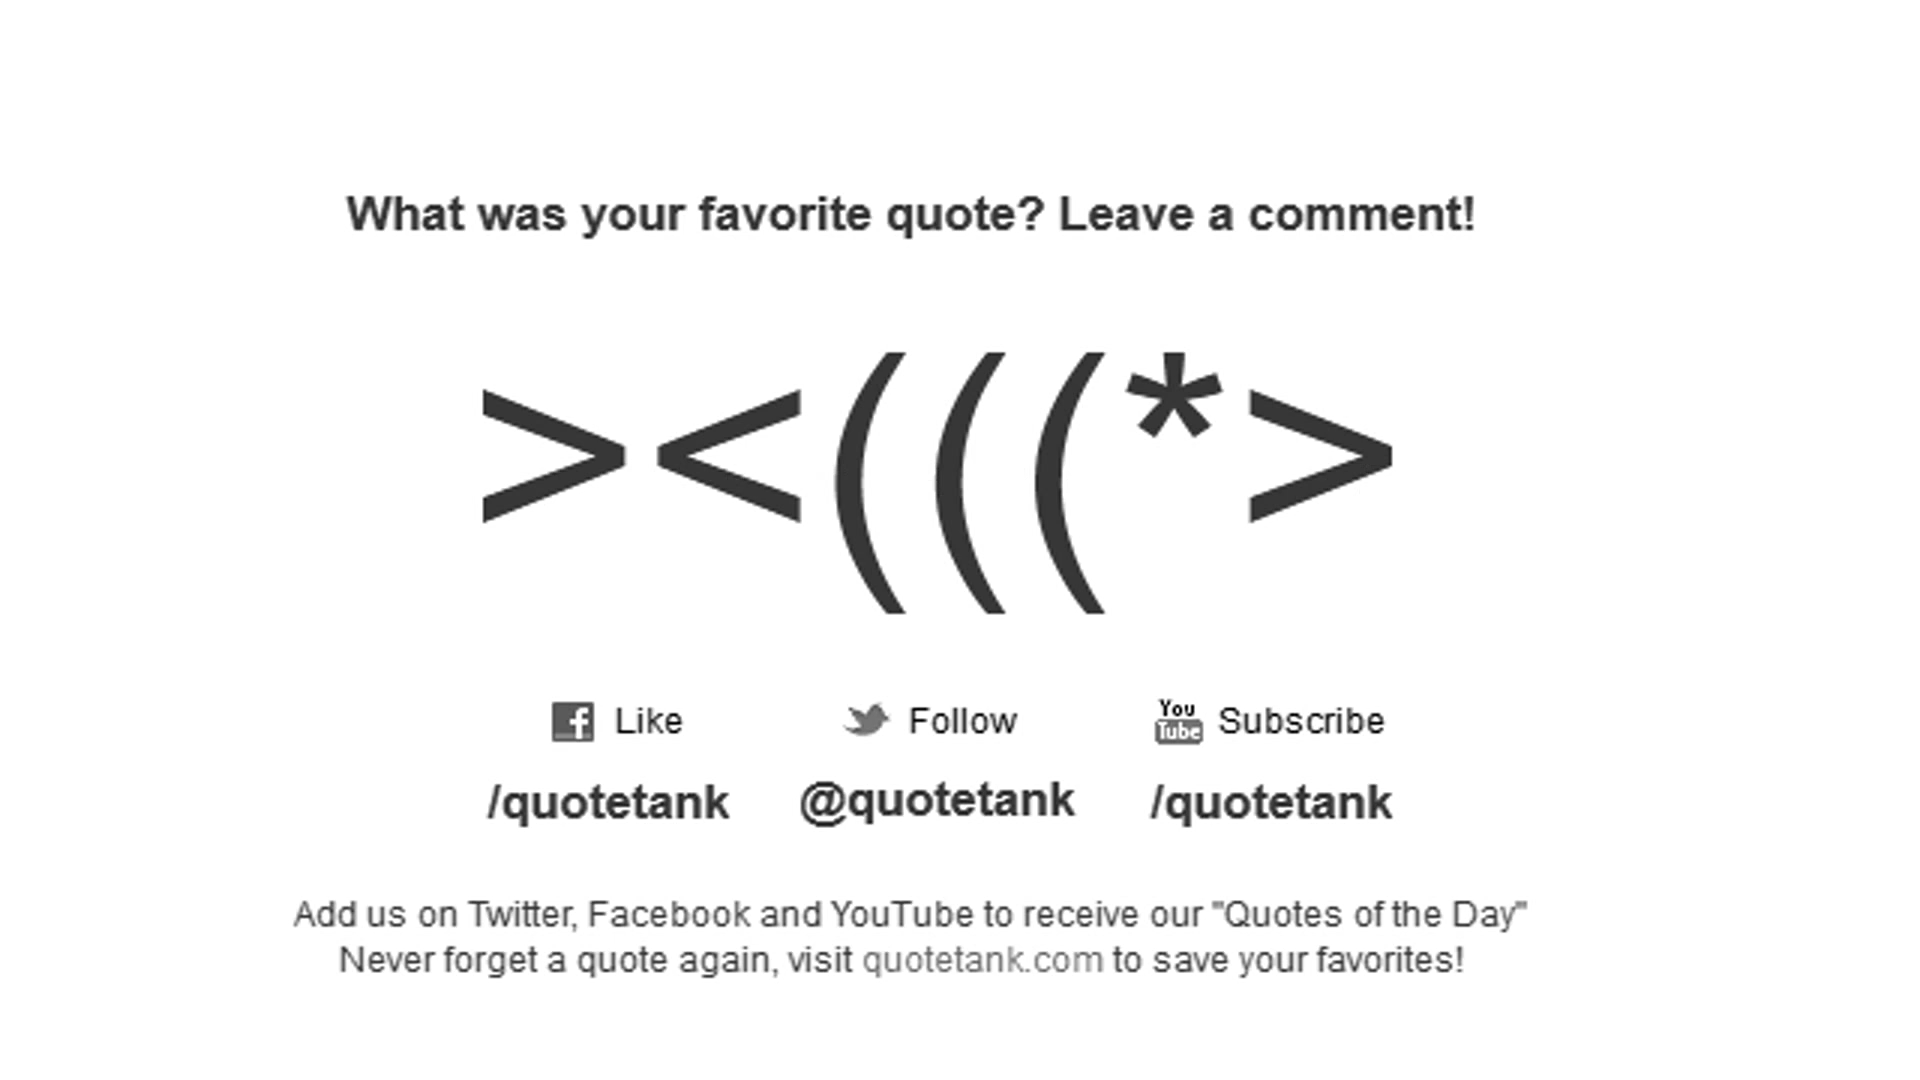 What was your favorite quote? Leave a comment!
><(((*>
f Like
Follow
You Tube Subscribe
/quotetank
@quotetank
/quotetank
Add us on Twitter, Facebook and YouTube to receive our "Quotes of the Day"
Never forget a quote again, visit quotetank.com to save your favorites!